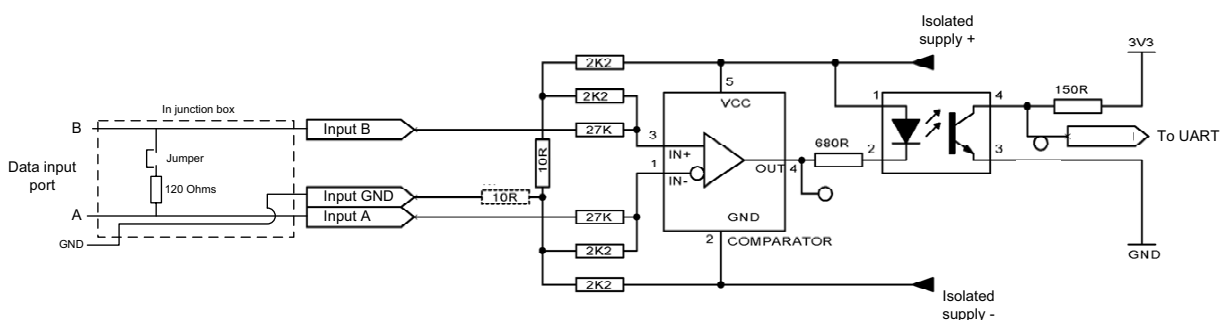 Isolated
supply +
3V3
2K2
5
VCC
1
4
150R
2K2
In junction box
B
Input B
27K
3
IN+
To UART
Jumper
10R
1
IN-
OUT
4
680R
2
3
Data input
port
120 Ohms
Input GND
10R
A
Input A
27K
GND
GND
2
COMPARATOR
2K2
GND
2K2
Isolated
supply -